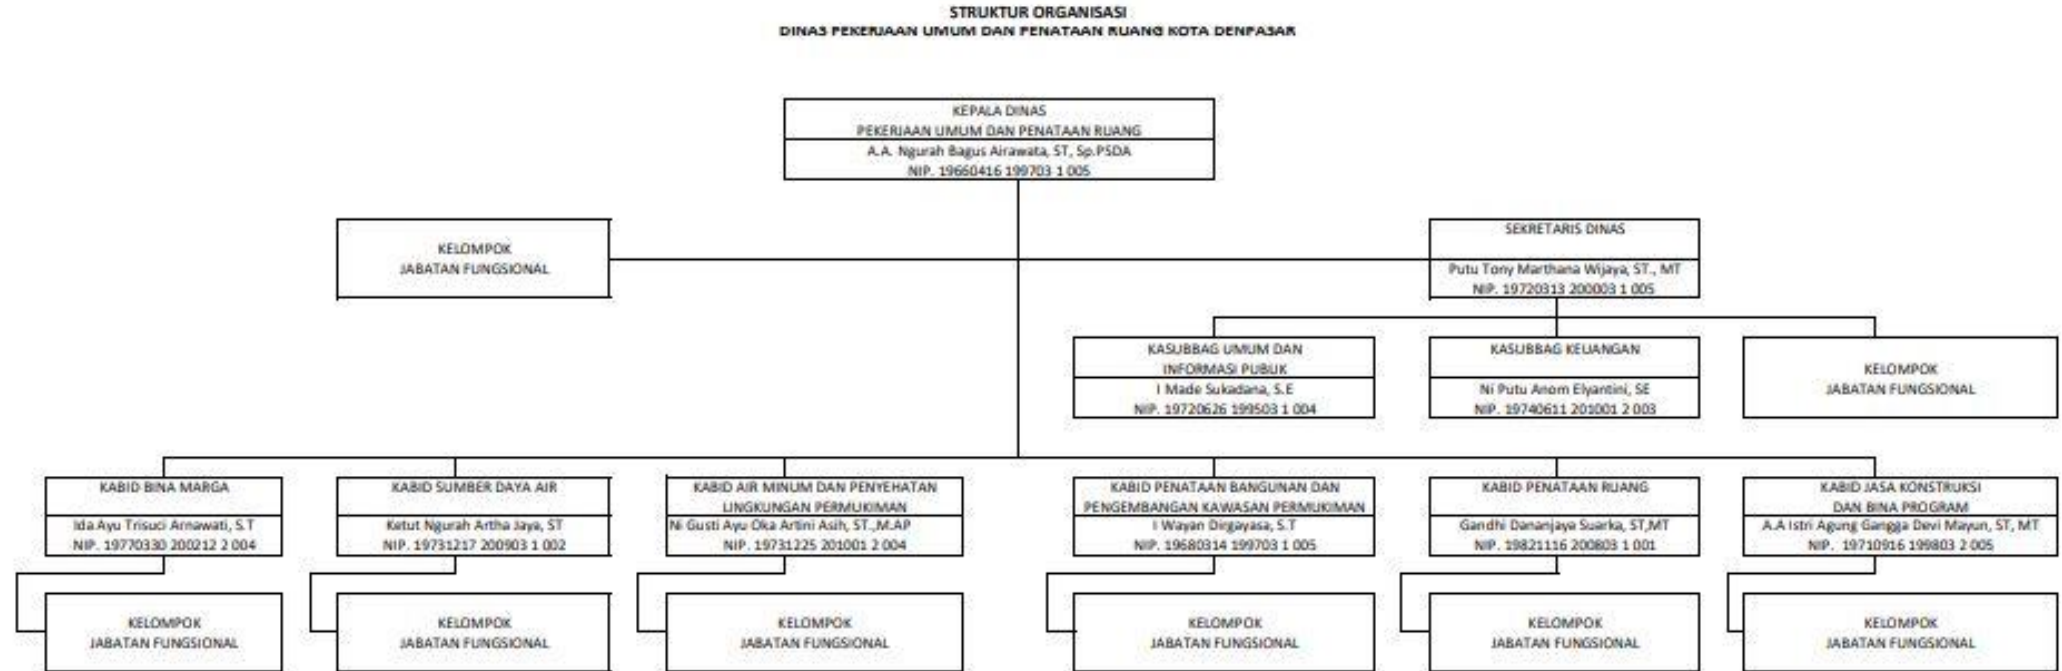 STRUKTUR ORGANISASI
DINAS PEKERJAAN UMUM DAN PENATAAN RUANG KOTA DENPASAR
KEPALA DINAS
PEKERJAAN UMUM DAN PENATAAN RUANG
A.A. Ngurah Bagus Airawata, ST, Sp.PSDA
NIP. 19660416 199703 1 005
KELOMPOK
JABATAN FUNGSIONAL
SEKRETARIS DINAS
Putu Tony Marthana Wijaya, ST., MT
NIP. 19720313 200003 1 005
KASUBBAG UMUM DAN
INFORMASI PUBLIK
I Made Sukadana, S.E
NIP. 19720626 199503 1 004
KASUBBAG KEUANGAN
Ni Putu Anom Elyantini, SE
NIP. 19740611 201001 2 003
KELOMPOK
JABATAN FUNGSIONAL
KABID BINA MARGA
Ida Ayu Trisuci Arnawati, S.T
NIP. 19770330 200212 2 004
KABID SUMBER DAYA AIR
Ketut Ngurah Artha Jaya, ST
NIP. 19731217 200903 1 002
KABID AIR MINUM DAN PENYEHATAN
LINGKUNGAN PERMUKIMAN
Ni Gusti Ayu Oka Artini Asih, ST.,M.AP
NIP. 19731225 201001 2 004
KABID PENATAAN BANGUNAN DAN
PENGEMBANGAN KAWASAN PERMUKIMAN
I Wayan Dirgayasa, S.T
NIP. 19680314 199703 1 005
KABID PENATAAN RUANG
Gandhi Dananjaya Suarka, ST,MT
NIP. 19821116 200803 1 001
KABID JASA KONSTRUKSI
DAN BINA PROGRAM
A.A Istri Agung Gangga Devi Mayun, ST, MT
NIP. 19710916 199803 2 005
KELOMPOK
JABATAN FUNGSIONAL
KELOMPOK
JABATAN FUNGSIONAL
KELOMPOK
JABATAN FUNGSIONAL
KELOMPOK
JABATAN FUNGSIONAL
KELOMPOK
JABATAN FUNGSIONAL
KELOMPOK
JABATAN FUNGSIONAL